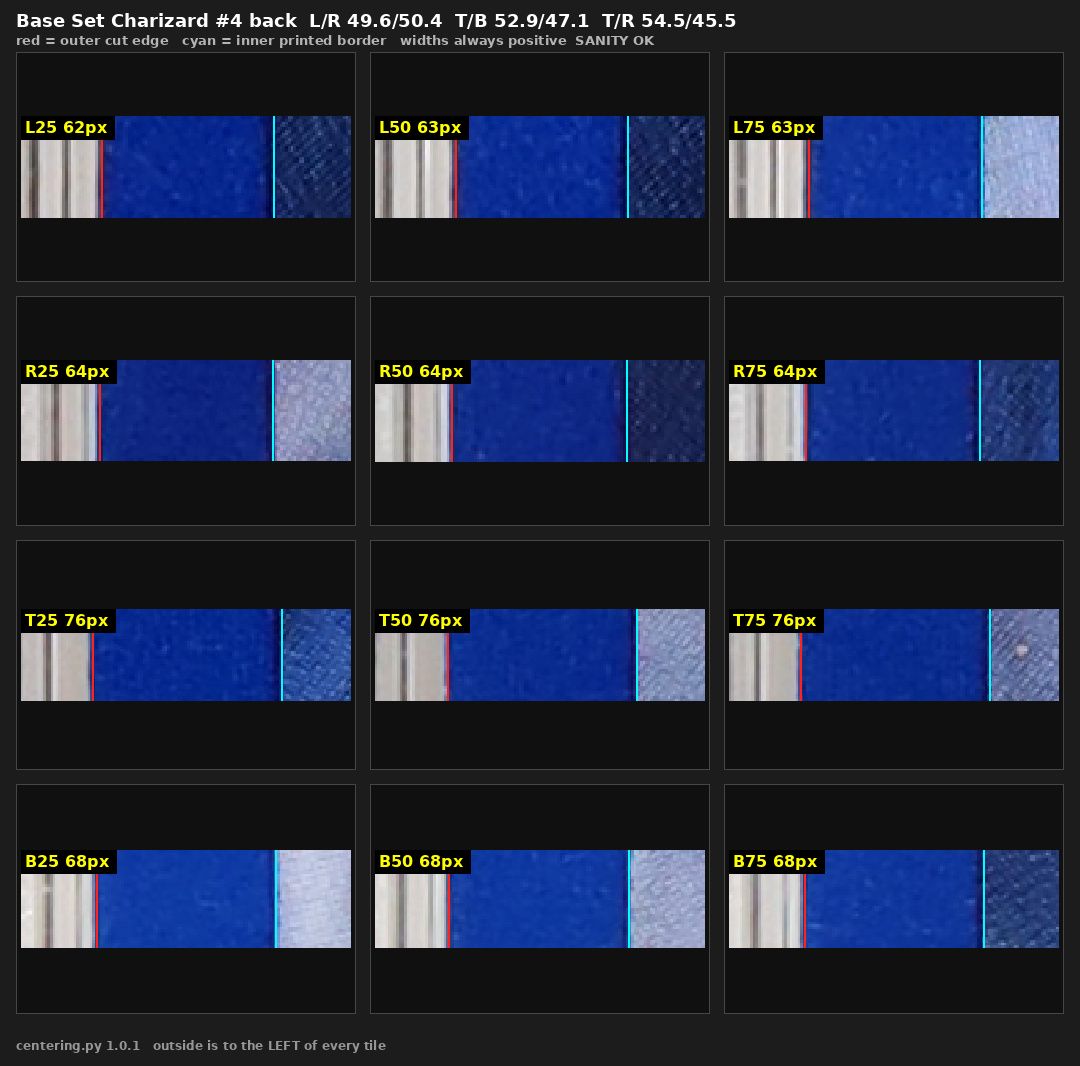 Base Set Charizard #4 back  L/R 49.6/50.4  T/B 52.9/47.1  T/R 54.5/45.5
red = outer cut edge   cyan = inner printed border   widths always positive  SANITY OK
L25 62px
L50 63px
L75 63px
R25 64px
R50 64px
R75 64px
T25 76px
T50 76px
T75 76px
B25 68px
B50 68px
B75 68px
centering.py 1.0.1   outside is to the LEFT of every tile